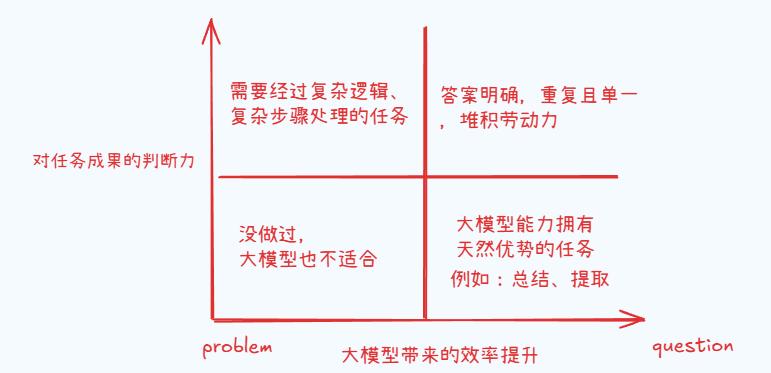 需要经过复杂逻辑、
复杂步骤处理的任务
答案明确，重复且单一
，堆积劳动力
对任务成果的判断力
没做过，
大模型也不适合
大模型能力拥有
天然优势的任务
例如：总结、提取
problem
大模型带来的效率提升
question